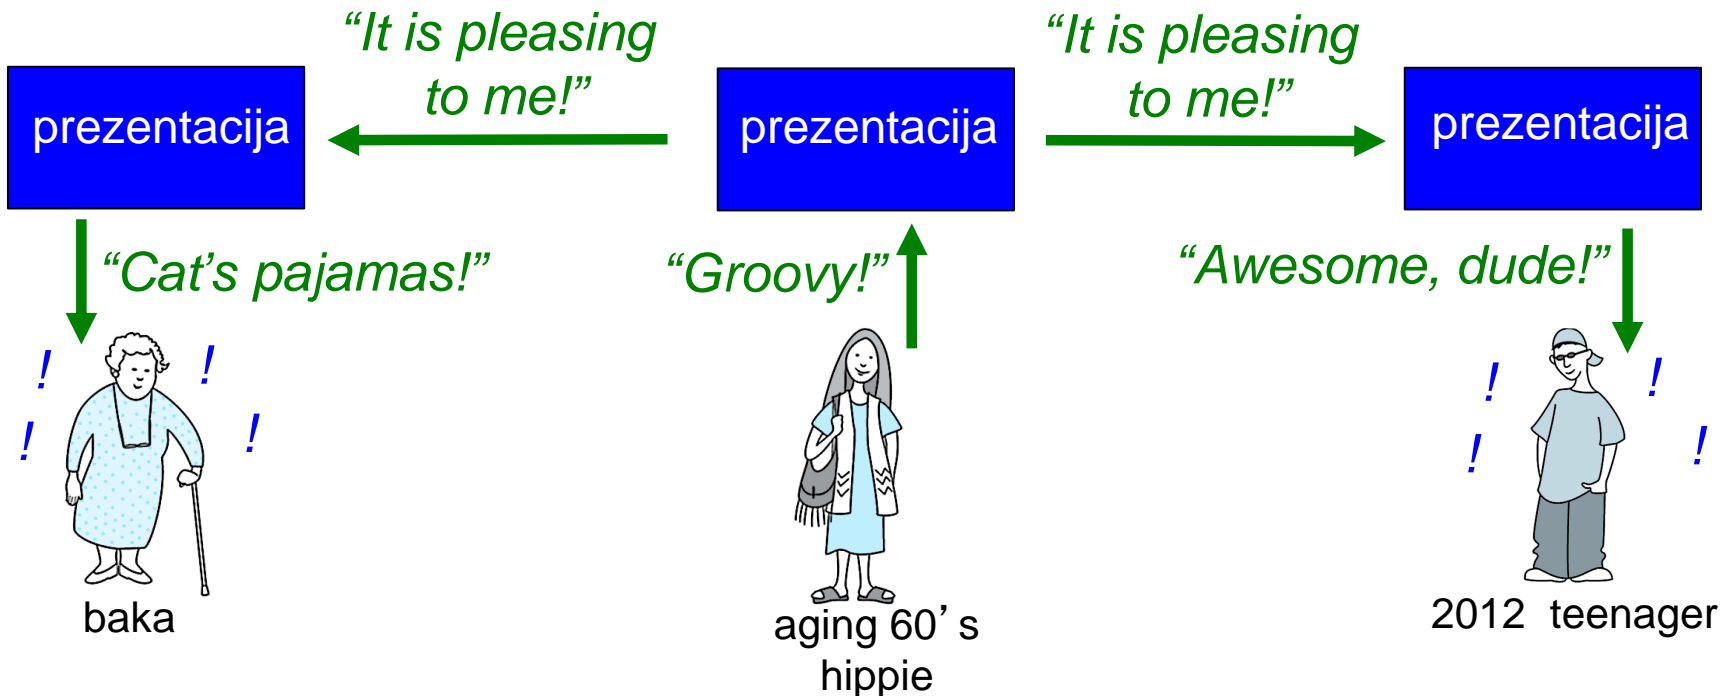 “It is pleasing
to me!”
“It is pleasing
to me!”
prezentacija
prezentacija
prezentacija
“Cat’s pajamas!”
“Groovy!”
“Awesome, dude!”
!
!
!
!
!
!
!
!
baka
aging 60’s
hippie
2012 teenager